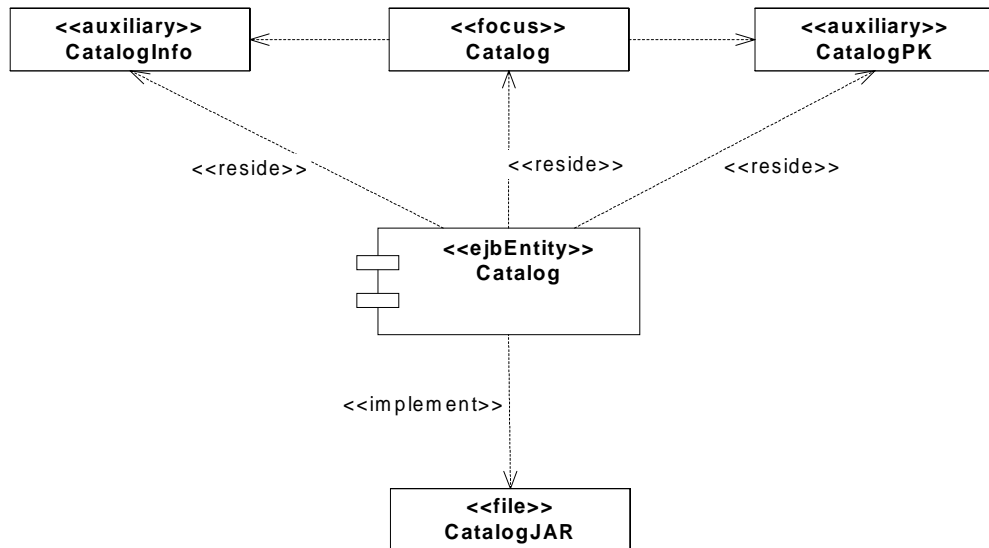 <<auxiliary>>
CatalogInfo
<<focus>>
Catalog
<<auxiliary>>
CatalogPK
<<reside>>
<<reside>>
<<reside>>
<<ejbEntity>>
Catalog
<<implement>>
<<file>>
CatalogJAR